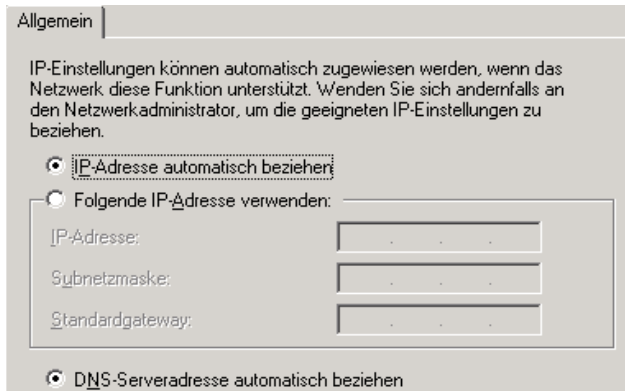 Allgemein
IP-Einstellungen können automatisch zugewiesen werden, wenn das
Netzwerk diese Funktion unterstützt. Wenden Sie sich andernfalls an
den Netzwerkadministrator, um die geeigneten IP-Einstellungen zu
beziehen.
IP-Adresse automatisch beziehen
Folgende IP-Adresse verwenden:
IP-Adresse:
Subnetzmaske:
Standardgateway:
DNS-Serveradresse automatisch beziehen